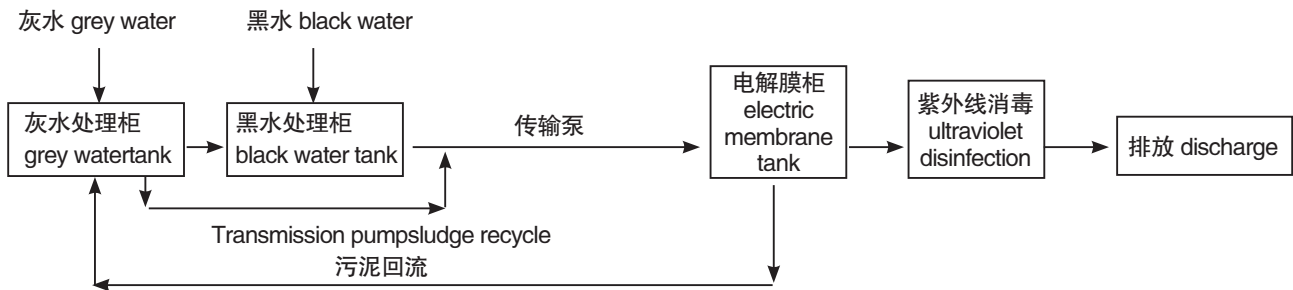 灰水 grey water
黑水 black water
灰水处理柜
grey watertank
黑水处理柜
black water tank
传输泵
电解膜柜
electric
membrane
tank
紫外线消毒
ultraviolet
disinfection
排放 discharge
Transmission pumpsludge recycle
污泥回流